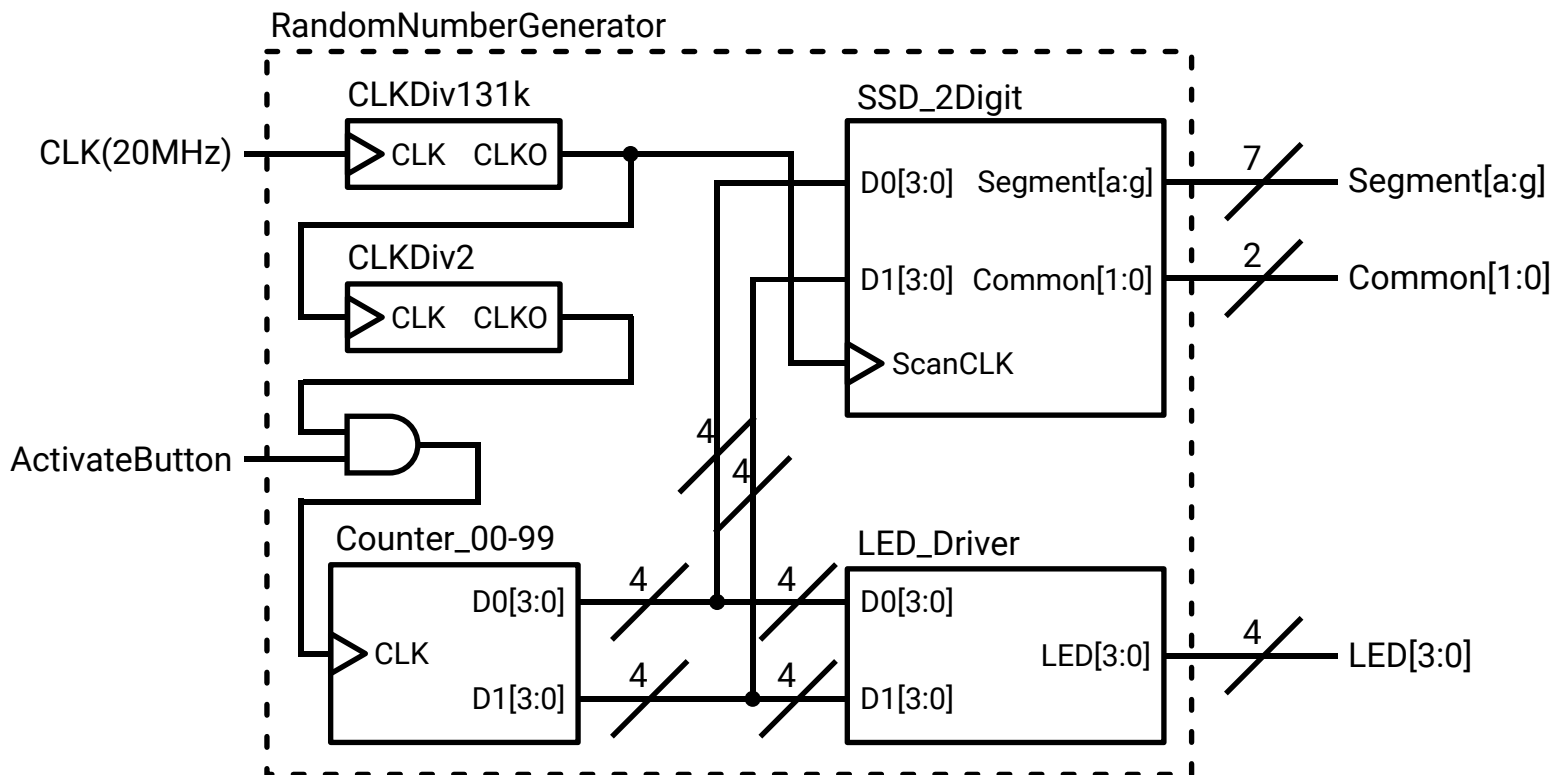 RandomNumberGenerator
CLKDiv131k
SSD_2Digit
CLK(20MHz)
CLK CLKO
D0[3:0] Segment[a:g]
7
Segment[a:g]
CLKDiv2
D1[3:0] Common[1:0]
2
Common[1:0]
CLK CLKO
ScanCLK
ActivateButton
4
4
Counter_00-99
LED_Driver
D0[3:0]
4
4
D0[3:0]
CLK
LED[3:0]
4
LED[3:0]
D1[3:0]
4
4
D1[3:0]